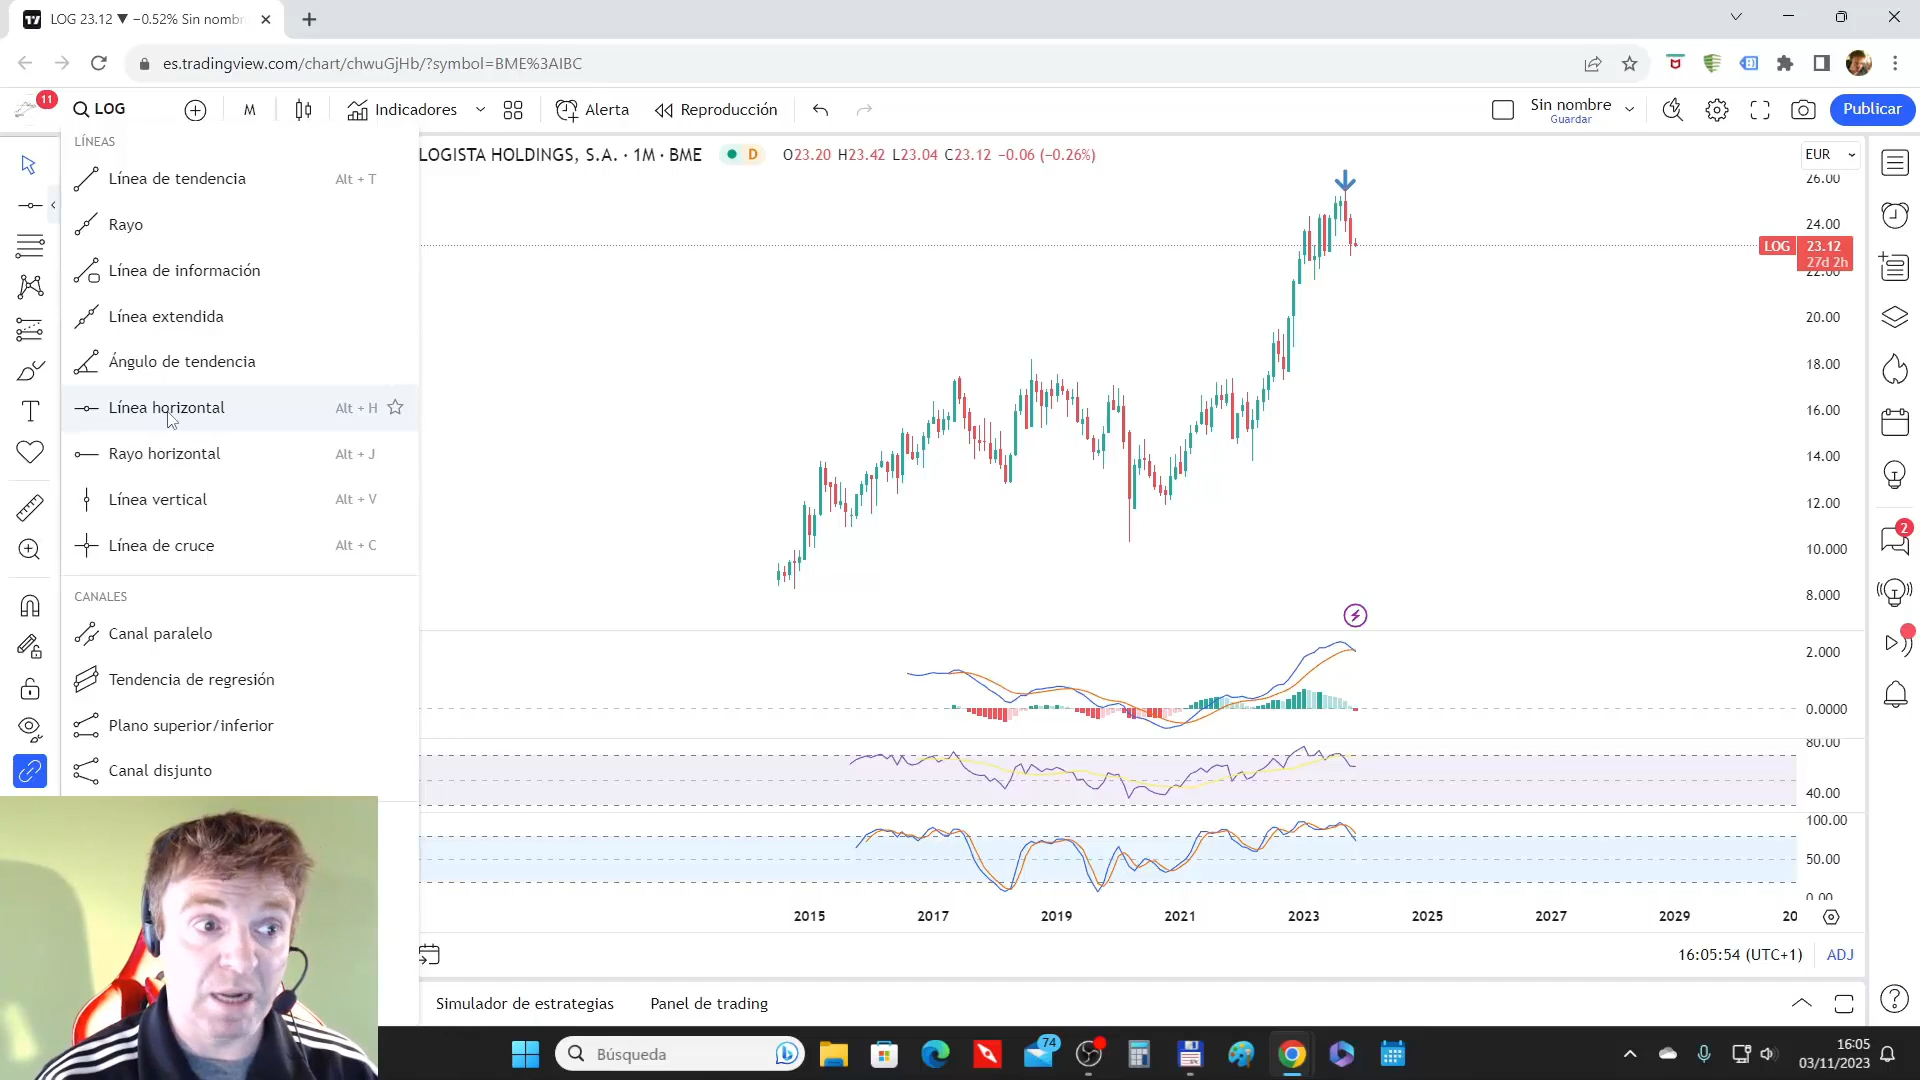 LOG 23.12 ▼ −0.52% Sin nombr
es.tradingview.com/chart/chwuGjHb/?symbol=BME%3AIBC
11
LOG
M
Indicadores
Alerta
Reproducción
Sin nombre
Guardar
Publicar
LÍNEAS
Línea de tendencia Alt + T
Rayo
Línea de información
Línea extendida
Ángulo de tendencia
Línea horizontal Alt + H
Rayo horizontal Alt + J
Línea vertical Alt + V
Línea de cruce Alt + C
CANALES
Canal paralelo
Tendencia de regresión
Plano superior/inferior
Canal disjunto
LOGISTA HOLDINGS, S.A. · 1M · BME D O23.20 H23.42 L23.04 C23.12 −0.06 (−0.26%)
EUR
26.00
24.00
LOG 23.12
27d 2h
22.00
20.00
18.00
16.00
14.00
12.00
10.000
8.000
2.000
0.0000
80.00
40.00
100.00
50.00
0.00
2015 2017 2019 2021 2023 2025 2027 2029 20
16:05:54 (UTC+1) ADJ
2
Simulador de estrategias Panel de trading
Búsqueda
74
16:05
03/11/2023